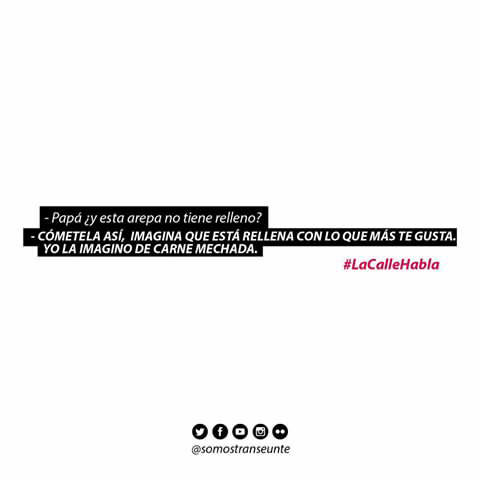 - Papá ¿y esta arepa no tiene relleno?
- CÓMETELA ASÍ, IMAGINA QUE ESTÁ RELLENA CON LO QUE MÁS TE GUSTA.
YO LA IMAGINO DE CARNE MECHADA.
#LaCalleHabla
@somostranseunte